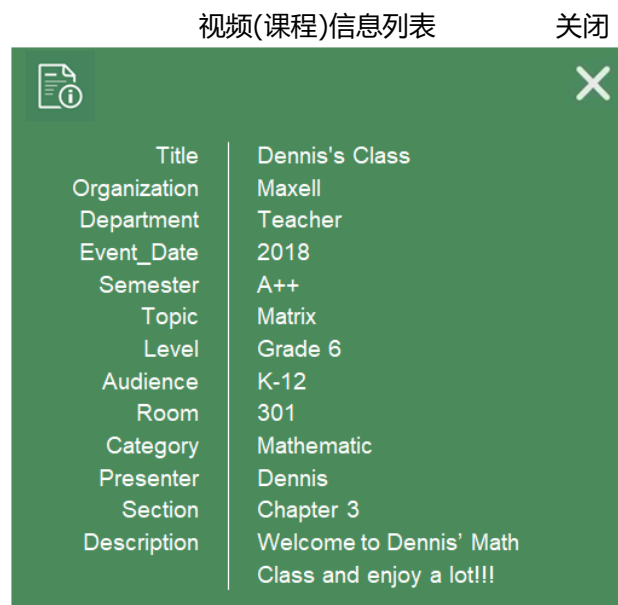 视频(课程)信息列表 关闭
Title Dennis's Class
Organization Maxell
Department Teacher
Event_Date 2018
Semester A++
Topic Matrix
Level Grade 6
Audience K-12
Room 301
Category Mathematic
Presenter Dennis
Section Chapter 3
Description Welcome to Dennis’ Math
Class and enjoy a lot!!!